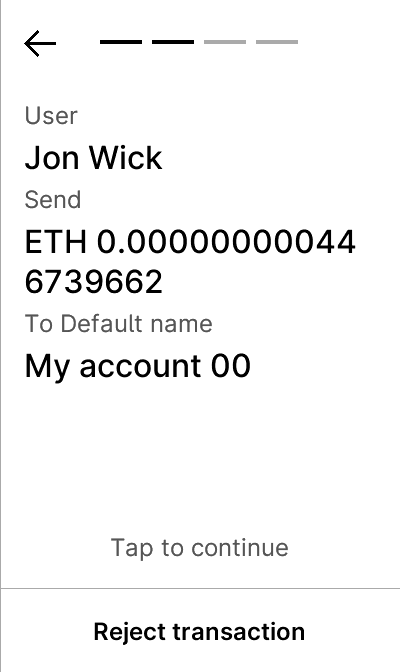 User
Jon Wick
Send
ETH 0.00000000044
6739662
To Default name
My account 00
Tap to continue
Reject transaction